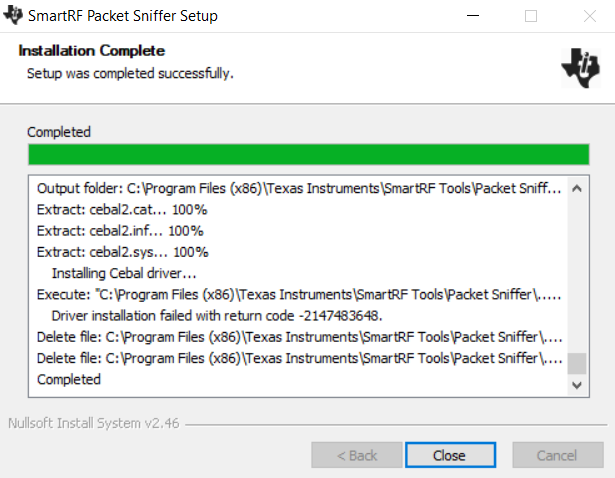 SmartRF Packet Sniffer Setup
Installation Complete
Setup was completed successfully.
Completed
Output folder: C:\Program Files (x86)\Texas Instruments\SmartRF Tools\Packet Sniff...
Extract: cebal2.cat... 100%
Extract: cebal2.inf... 100%
Extract: cebal2.sys... 100%
Installing Cebal driver...
Execute: "C:\Program Files (x86)\Texas Instruments\SmartRF Tools\Packet Sniffer\.....
Driver installation failed with return code -2147483648.
Delete file: C:\Program Files (x86)\Texas Instruments\SmartRF Tools\Packet Sniffer\....
Delete file: C:\Program Files (x86)\Texas Instruments\SmartRF Tools\Packet Sniffer\....
Completed
Nullsoft Install System v2.46
< Back Close Cancel